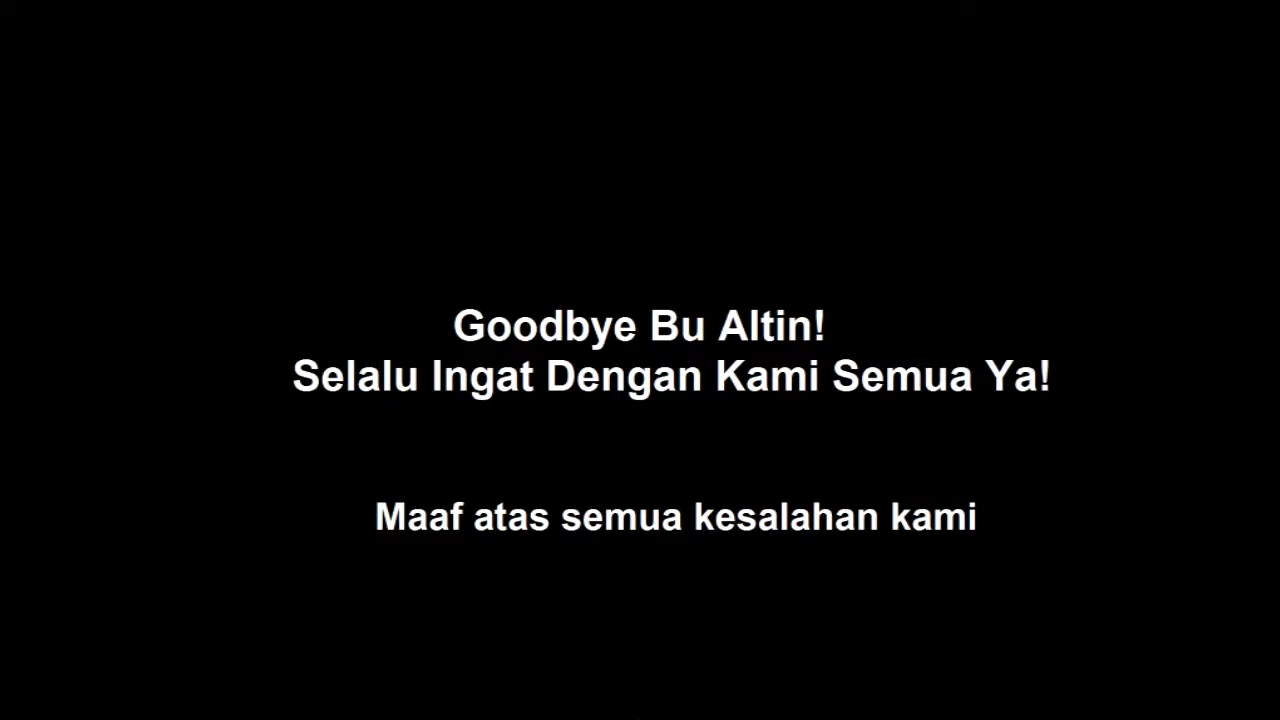 Goodbye Bu Altin!
Selalu Ingat Dengan Kami Semua Ya!
Maaf atas semua kesalahan kami